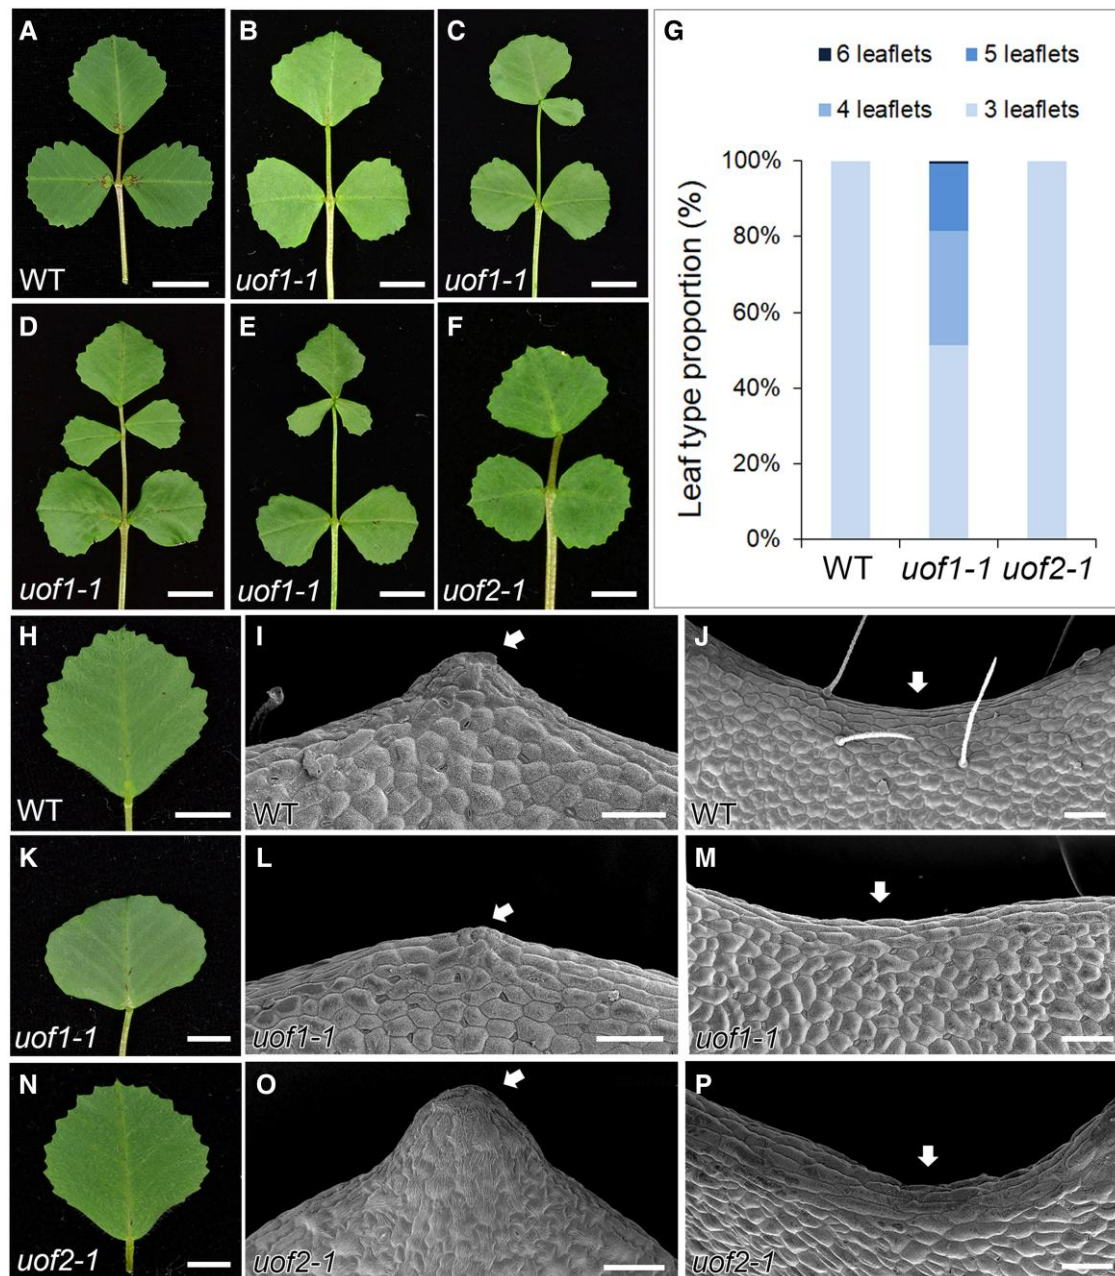 A
WT
B
uof1-1
C
uof1-1
D
uof1-1
E
uof1-1
F
uof2-1
G
6 leaflets
5 leaflets
4 leaflets
3 leaflets
Leaf type proportion (%)
100%
80%
60%
40%
20%
0%
WT
uof1-1
uof2-1
H
WT
I
WT
J
WT
K
uof1-1
L
uof1-1
M
uof1-1
N
uof2-1
O
uof2-1
P
uof2-1